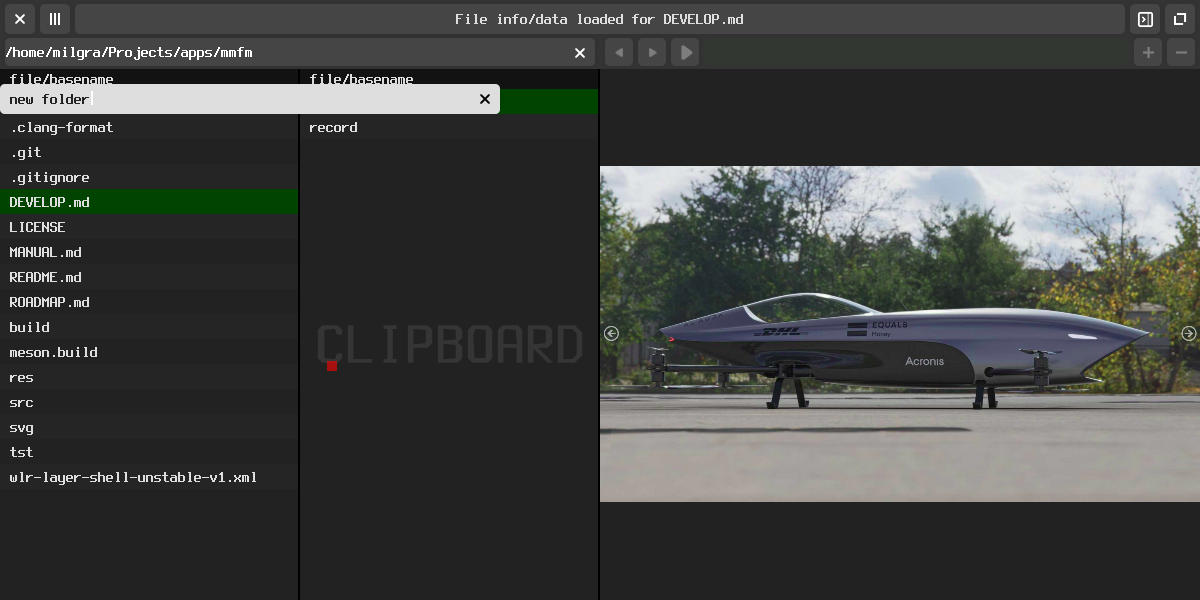 File info/data loaded for DEVELOP.md
/home/milgra/Projects/apps/mmfm
file/basename
file/basename
new folder
.clang-format
record
.git
.gitignore
DEVELOP.md
LICENSE
MANUAL.md
README.md
ROADMAP.md
build
CLIPBOARD
DHL
EQUALS
Money
meson.build
Acronis
res
src
svg
tst
wlr-layer-shell-unstable-v1.xml